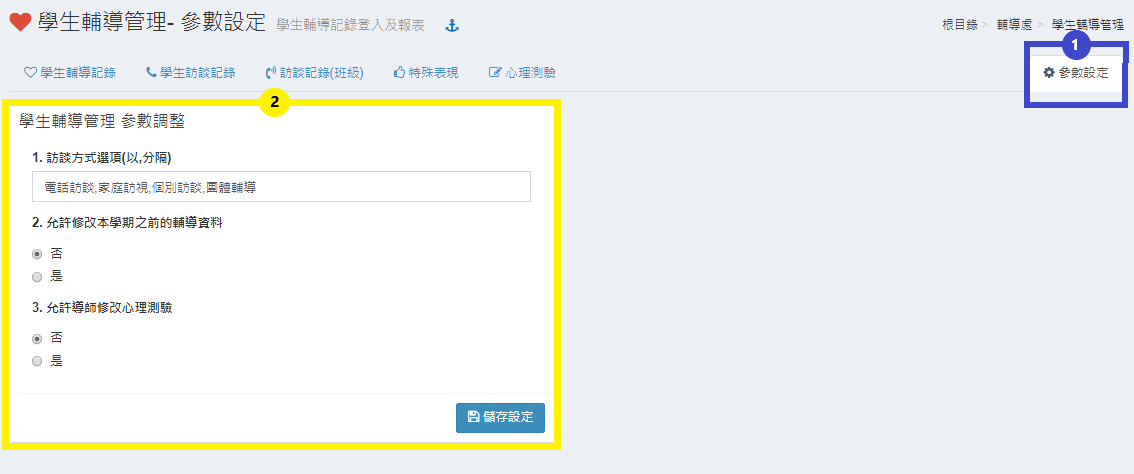 學生輔導管理- 參數設定 學生輔導記錄登入及報表
根目錄 > 輔導處 > 學生輔導管理
1
學生輔導記錄 學生訪談記錄 訪談記錄(班級) 特殊表現 心理測驗 參數設定
2
學生輔導管理 參數調整
1. 訪談方式選項(以,分隔)
電話訪談,家庭訪視,個別訪談,團體輔導
2. 允許修改本學期之前的輔導資料
否
是
3. 允許導師修改心理測驗
否
是
儲存設定